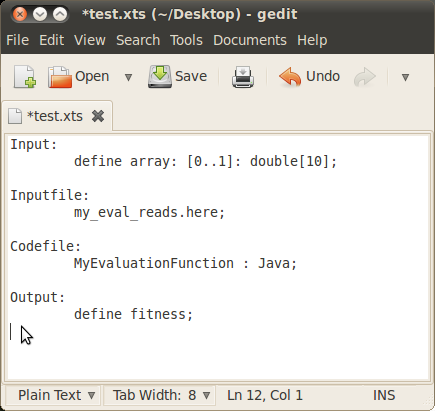 *test.xts (~/Desktop) - gedit
File Edit View Search Tools Documents Help
Open Save Undo
*test.xts
Input:
define array: [0..1]: double[10];
Inputfile:
my_eval_reads.here;
Codefile:
MyEvaluationFunction : Java;
Output:
define fitness;
Plain Text Tab Width: 8 Ln 12, Col 1 INS